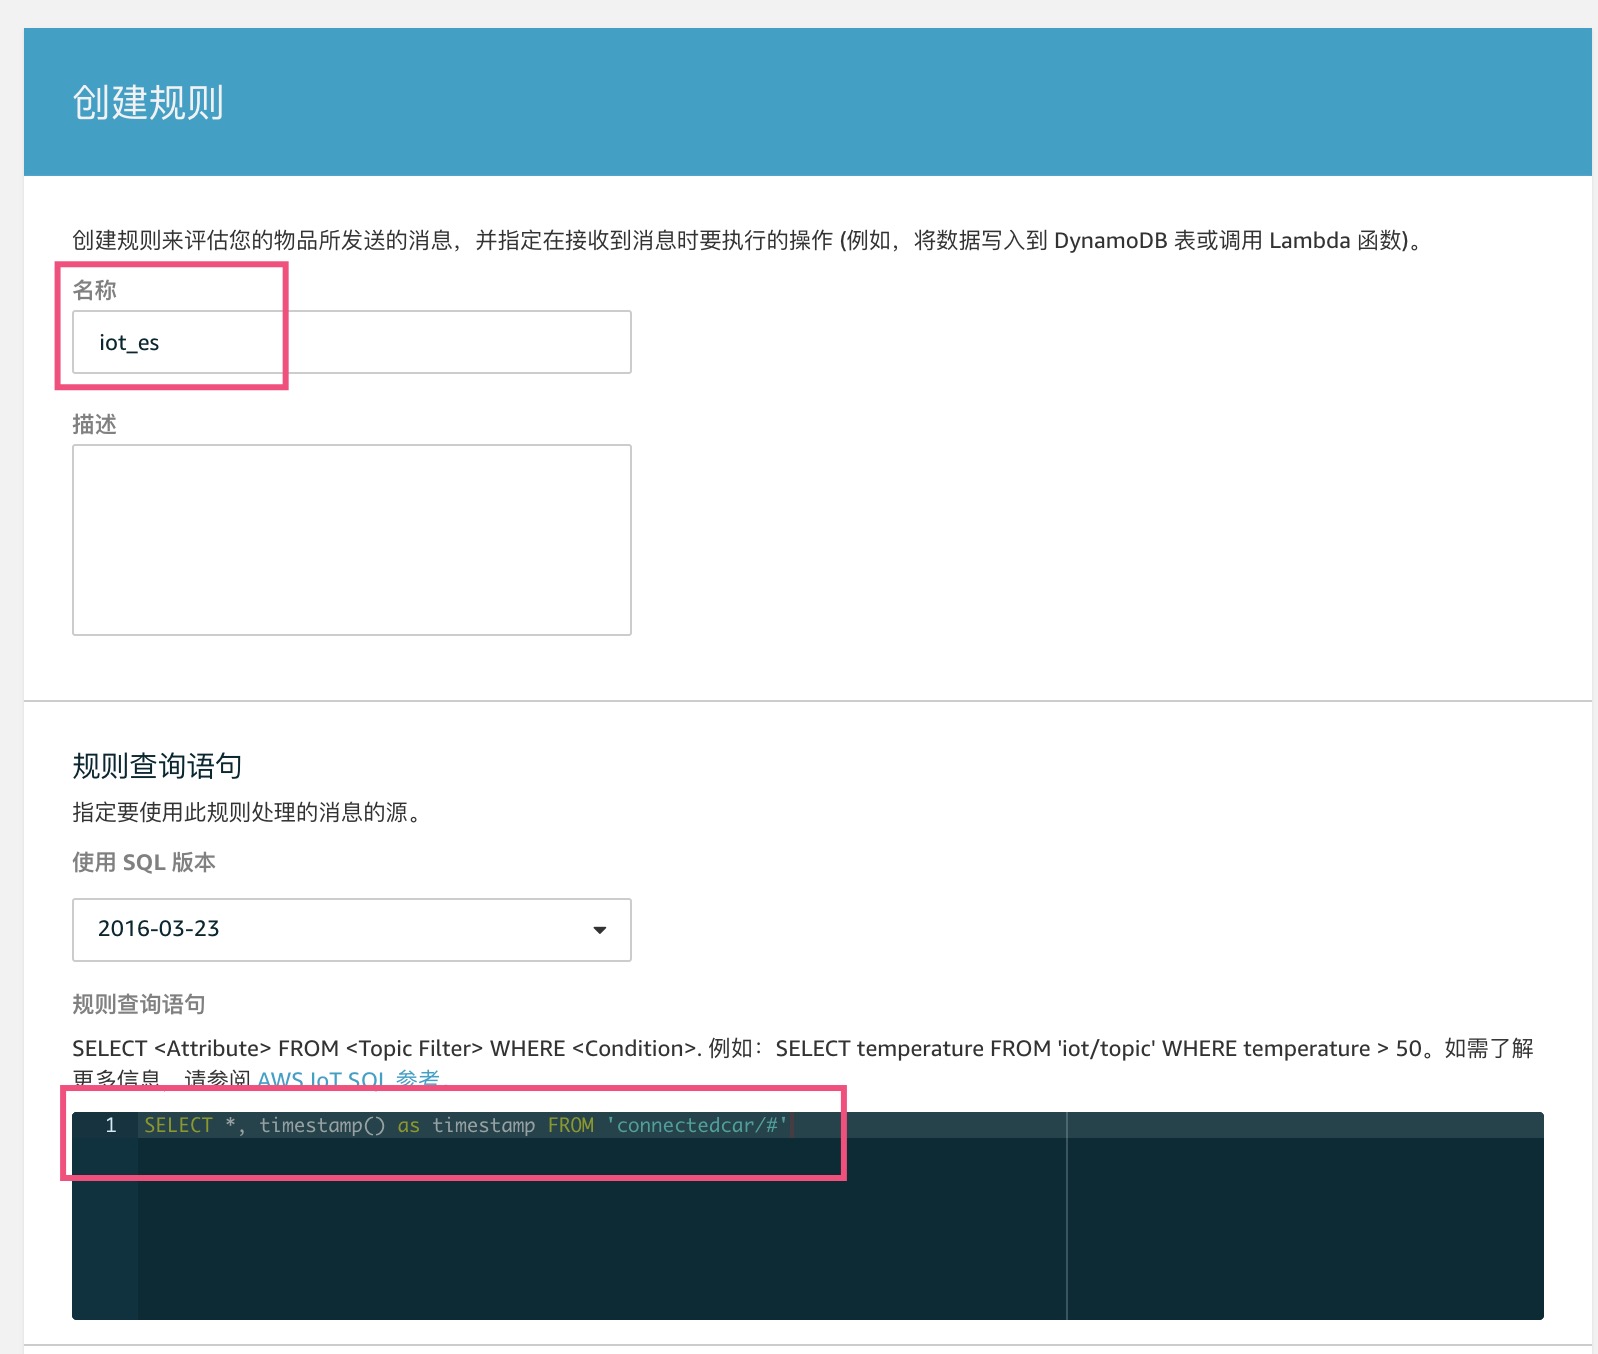 创建规则
创建规则来评估您的物品所发送的消息，并指定在接收到消息时要执行的操作 (例如，将数据写入到 DynamoDB 表或调用 Lambda 函数)。
名称
iot_es
描述
规则查询语句
指定要使用此规则处理的消息的源。
使用 SQL 版本
2016-03-23
规则查询语句
SELECT <Attribute> FROM <Topic Filter> WHERE <Condition>. 例如：SELECT temperature FROM 'iot/topic' WHERE temperature > 50。如需了解
更多信息，请参阅 AWS IoT SQL 参考
1 SELECT *, timestamp() as timestamp FROM 'connectedcar/#'